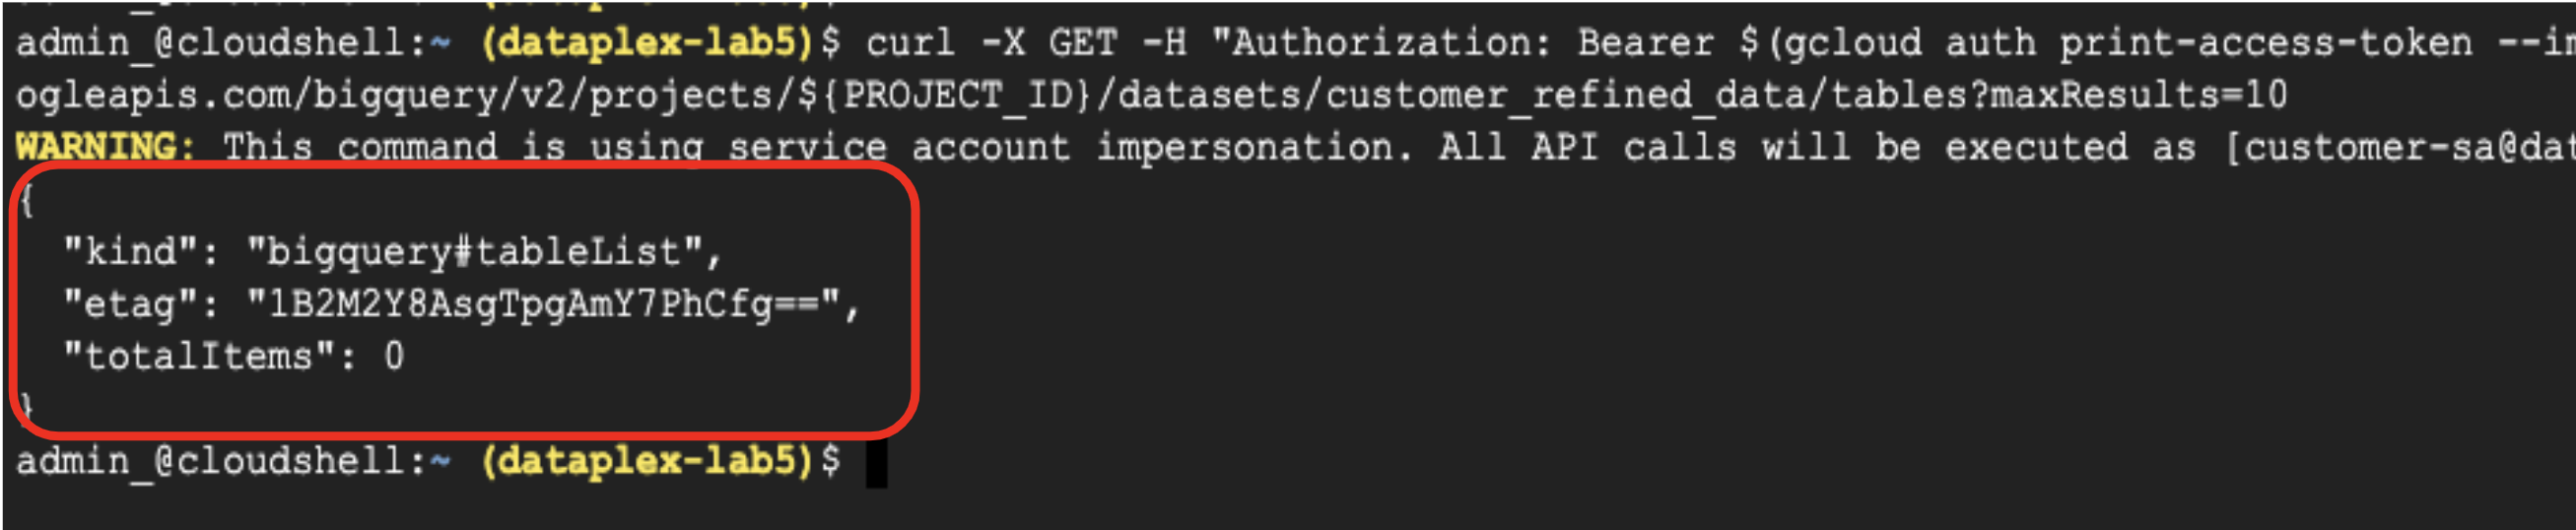 admin_@cloudshell:~ (dataplex-lab5)$ curl -X GET -H "Authorization: Bearer $(gcloud auth print-access-token --im
ogleapis.com/bigquery/v2/projects/${PROJECT_ID}/datasets/customer_refined_data/tables?maxResults=10
WARNING: This command is using service account impersonation. All API calls will be executed as [customer-sa@dat
{
  "kind": "bigquery#tableList",
  "etag": "1B2M2Y8AsgTpgAmY7PhCfg==",
  "totalItems": 0
}
admin_@cloudshell:~ (dataplex-lab5)$